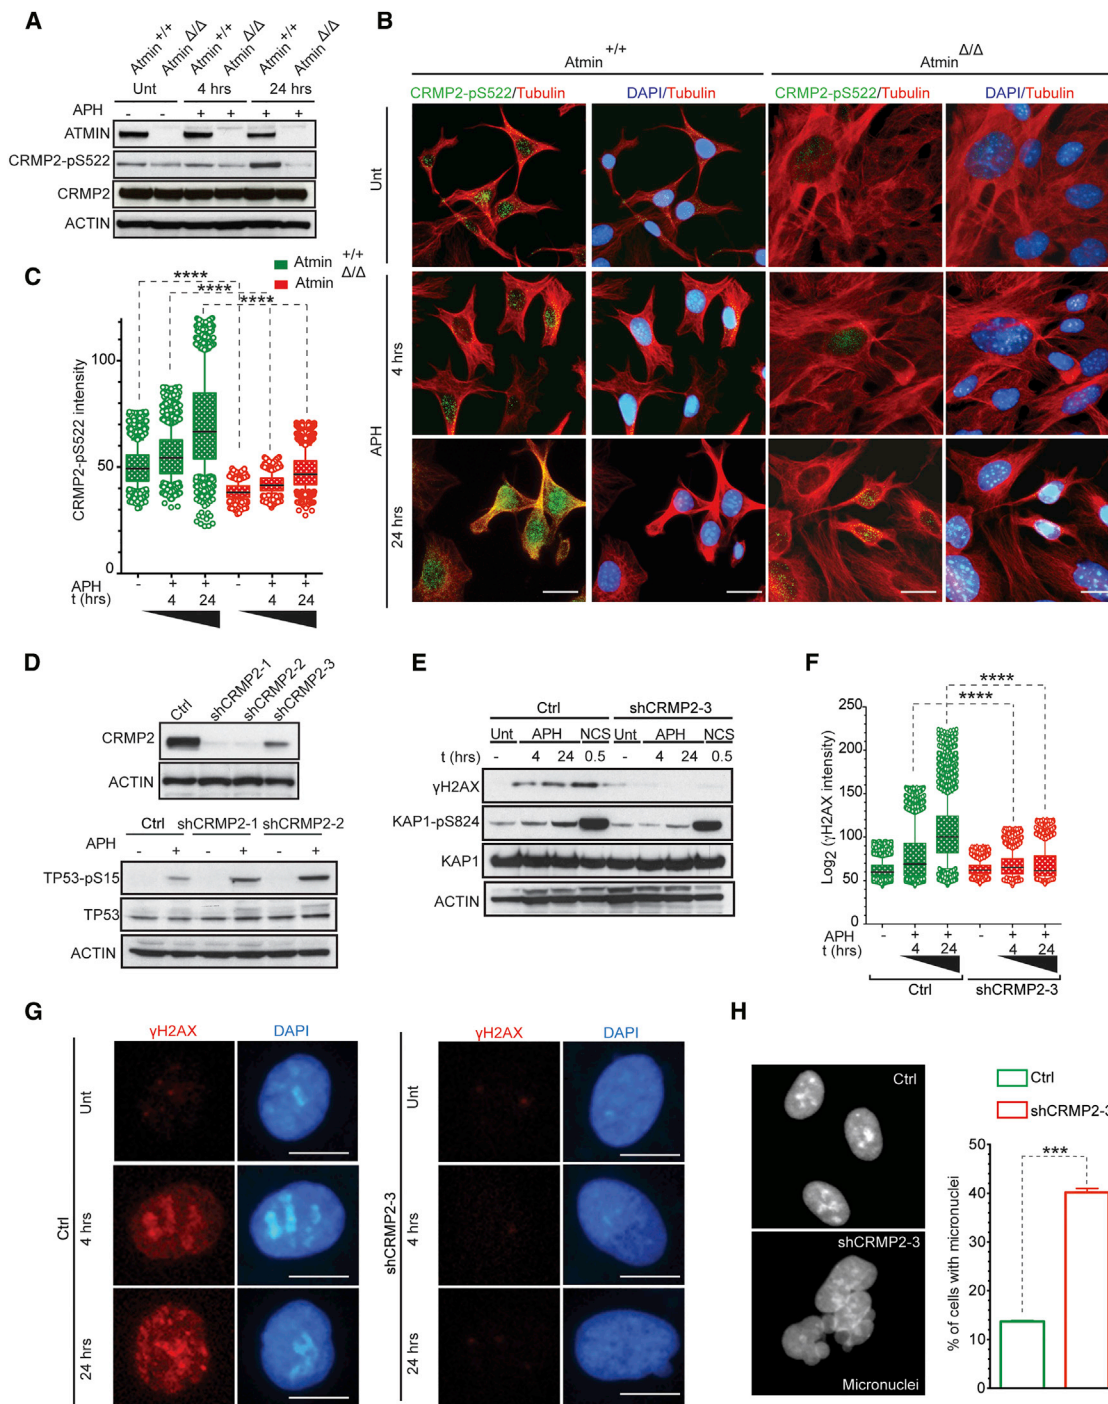 A
Atmin +/+ Atmin Δ/Δ Atmin +/+ Atmin Δ/Δ Atmin +/+ Atmin Δ/Δ
Unt 4 hrs 24 hrs
APH - - + + + +
ATMIN
CRMP2-pS522
CRMP2
ACTIN
B
Atmin +/+ Atmin Δ/Δ
CRMP2-pS522/Tubulin DAPI/Tubulin CRMP2-pS522/Tubulin DAPI/Tubulin
Unt
4 hrs
24 hrs
APH
C
Atmin +/+
Atmin Δ/Δ
**** 
****
****
CRMP2-pS522 intensity
100
50
0
APH - + + - + +
t (hrs) 4 24 4 24
D
Ctrl shCRMP2-1 shCRMP2-2 shCRMP2-3
CRMP2
ACTIN
Ctrl shCRMP2-1 shCRMP2-2
APH - + - + - +
TP53-pS15
TP53
ACTIN
E
Ctrl shCRMP2-3
Unt APH NCS Unt APH NCS
t (hrs) - 4 24 0.5 - 4 24 0.5
γH2AX
KAP1-pS824
KAP1
ACTIN
F
****
****
Log2 (γH2AX intensity)
250
200
150
100
50
0
APH - + + - + +
t (hrs) 4 24 4 24
Ctrl shCRMP2-3
G
γH2AX DAPI γH2AX DAPI
Ctrl
Unt
4 hrs
24 hrs
shCRMP2-3
Unt
4 hrs
24 hrs
H
Ctrl
shCRMP2-3
Micronuclei
Ctrl
shCRMP2-3
***
% of cells with micronuclei
50
40
30
20
10
0